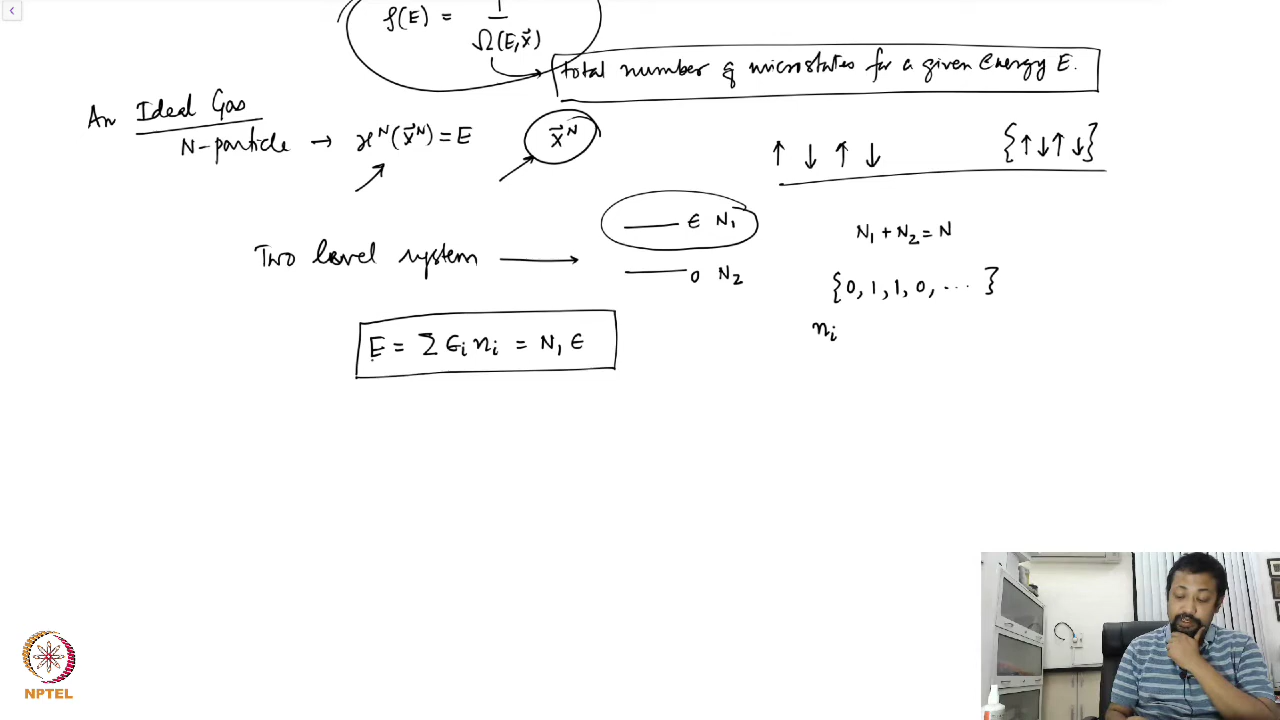 ρ(E) = 1 / Ω(E, x⃗)
total number of microstates for a given Energy E.
An Ideal Gas
N-particle → ℋᴺ(x⃗ᴺ) = E
x⃗ᴺ
↑ ↓ ↑ ↓
{↑↓↑↓}
Two level system →
ϵ N₁
0 N₂
N₁ + N₂ = N
{0, 1, 1, 0, ... }
nᵢ
E = Σ ϵᵢ nᵢ = N₁ ϵ
NPTEL